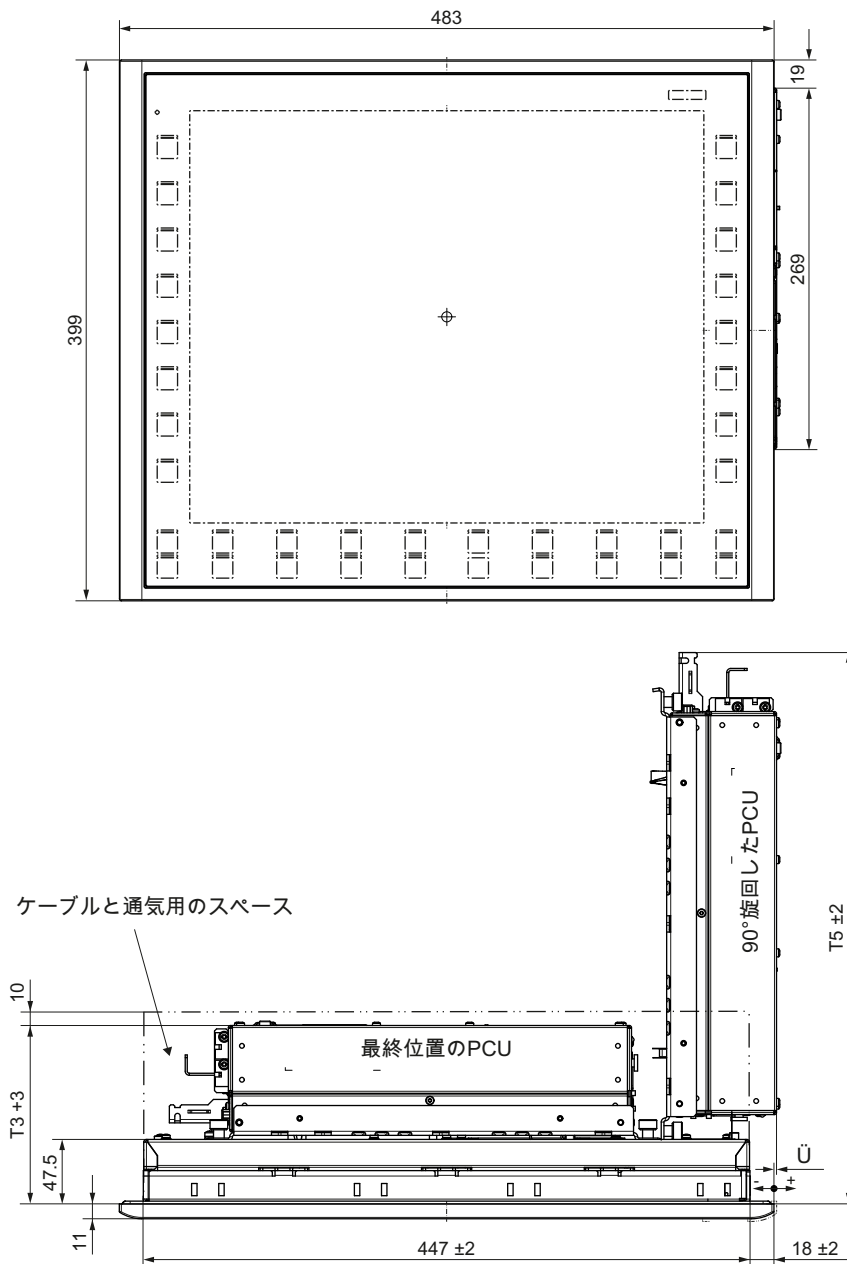 483
19
399
269
90°旋回したPCU
T5 ±2
ケーブルと通気用のスペース
10
最終位置のPCU
T3 +3
47.5
Ü
- +
11
447 ±2
18 ±2